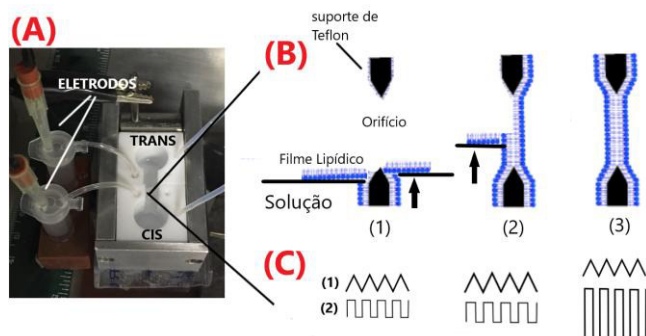 (A)
ELETRODOS
TRANS
CIS
(B)
suporte de
Teflon
Orifício
Filme Lipídico
Solução
(1)
(2)
(3)
(C)
(1)
(2)